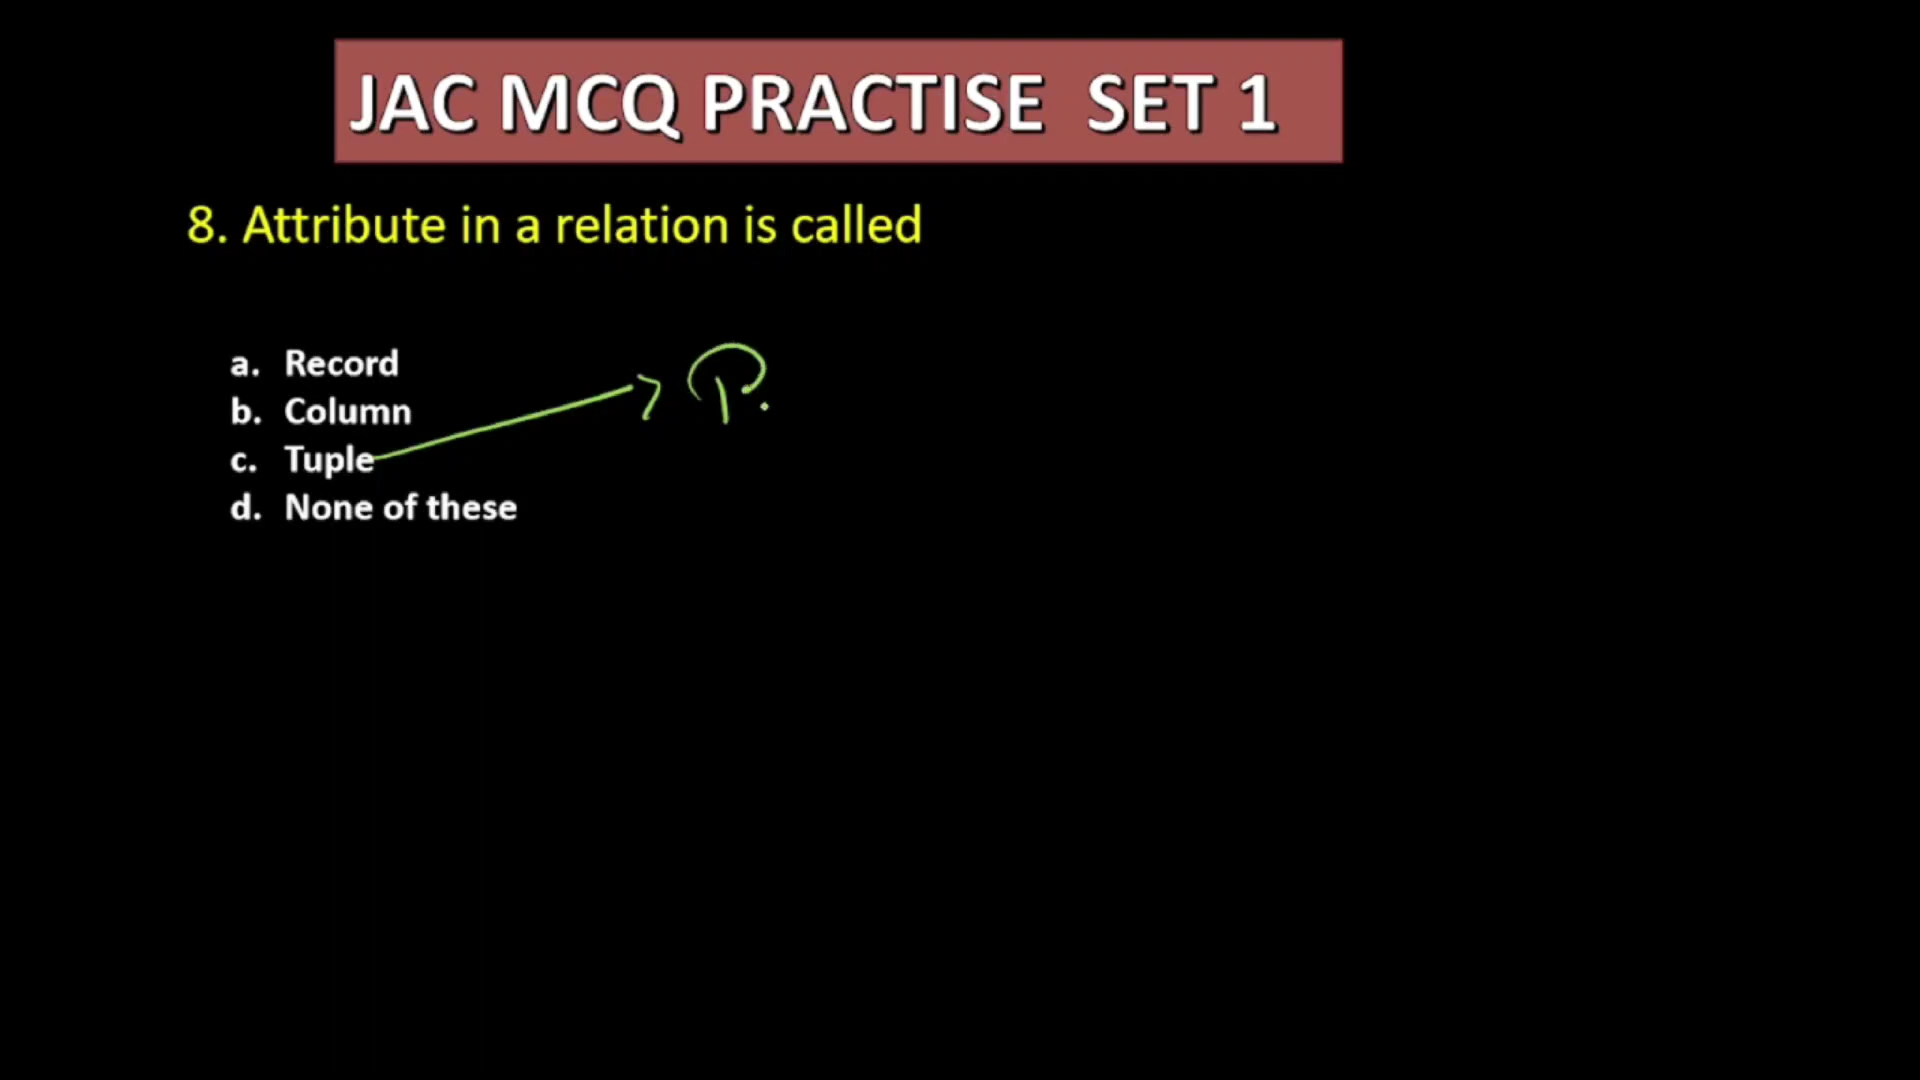 JAC MCQ PRACTISE SET 1
8. Attribute in a relation is called
a. Record
b. Column
c. Tuple
d. None of these